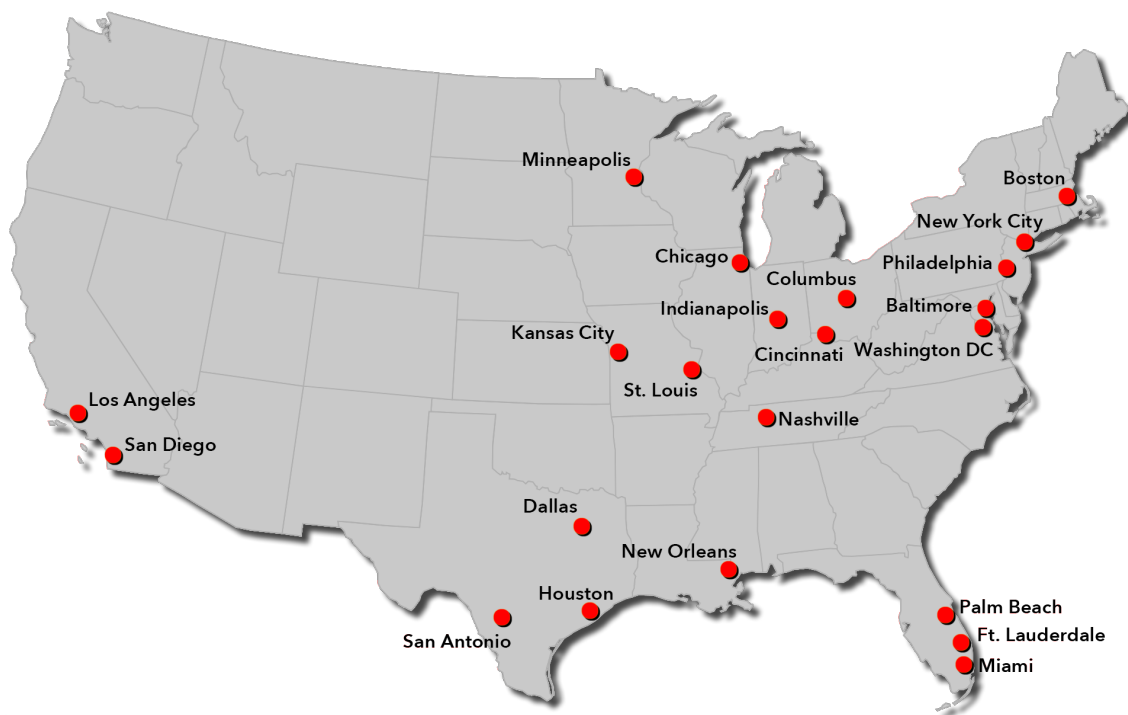 Minneapolis
Boston
New York City
Chicago
Philadelphia
Columbus
Indianapolis
Baltimore
Kansas City
Cincinnati
Washington DC
St. Louis
Los Angeles
Nashville
San Diego
Dallas
New Orleans
Houston
Palm Beach
San Antonio
Ft. Lauderdale
Miami